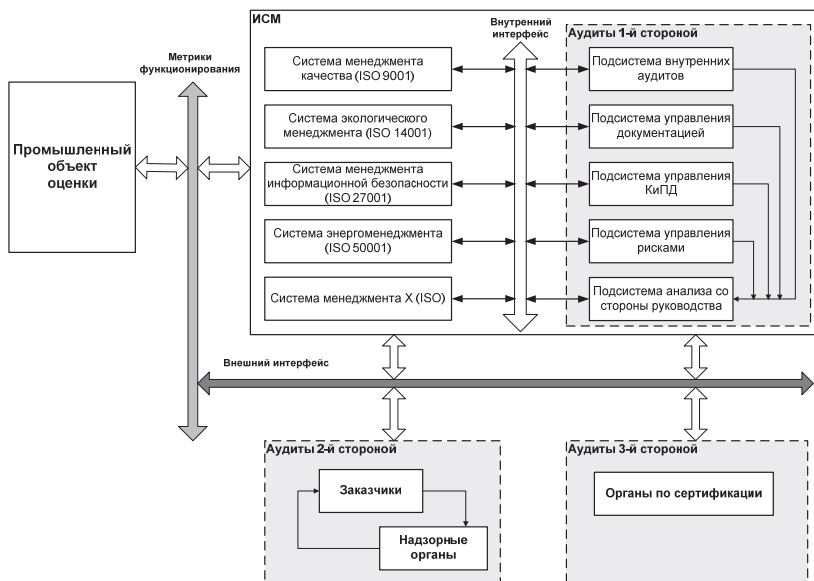 ИСМ
Метрики
функционирования
Внутренний
интерфейс
Аудиты 1-й стороной
Промышленный
объект
оценки
Система менеджмента
качества (ISO 9001)
Подсистема внутренних
аудитов
Система экологического
менеджмента (ISO 14001)
Подсистема управления
документацией
Система менеджмента
информационной безопасности
(ISO 27001)
Подсистема управления
КиПД
Система энергоменеджмента
(ISO 50001)
Подсистема управления
рисками
Система менеджмента X (ISO)
Подсистема анализа со
стороны руководства
Внешний интерфейс
Аудиты 2-й стороной
Заказчики
Надзорные
органы
Аудиты 3-й стороной
Органы по сертификации